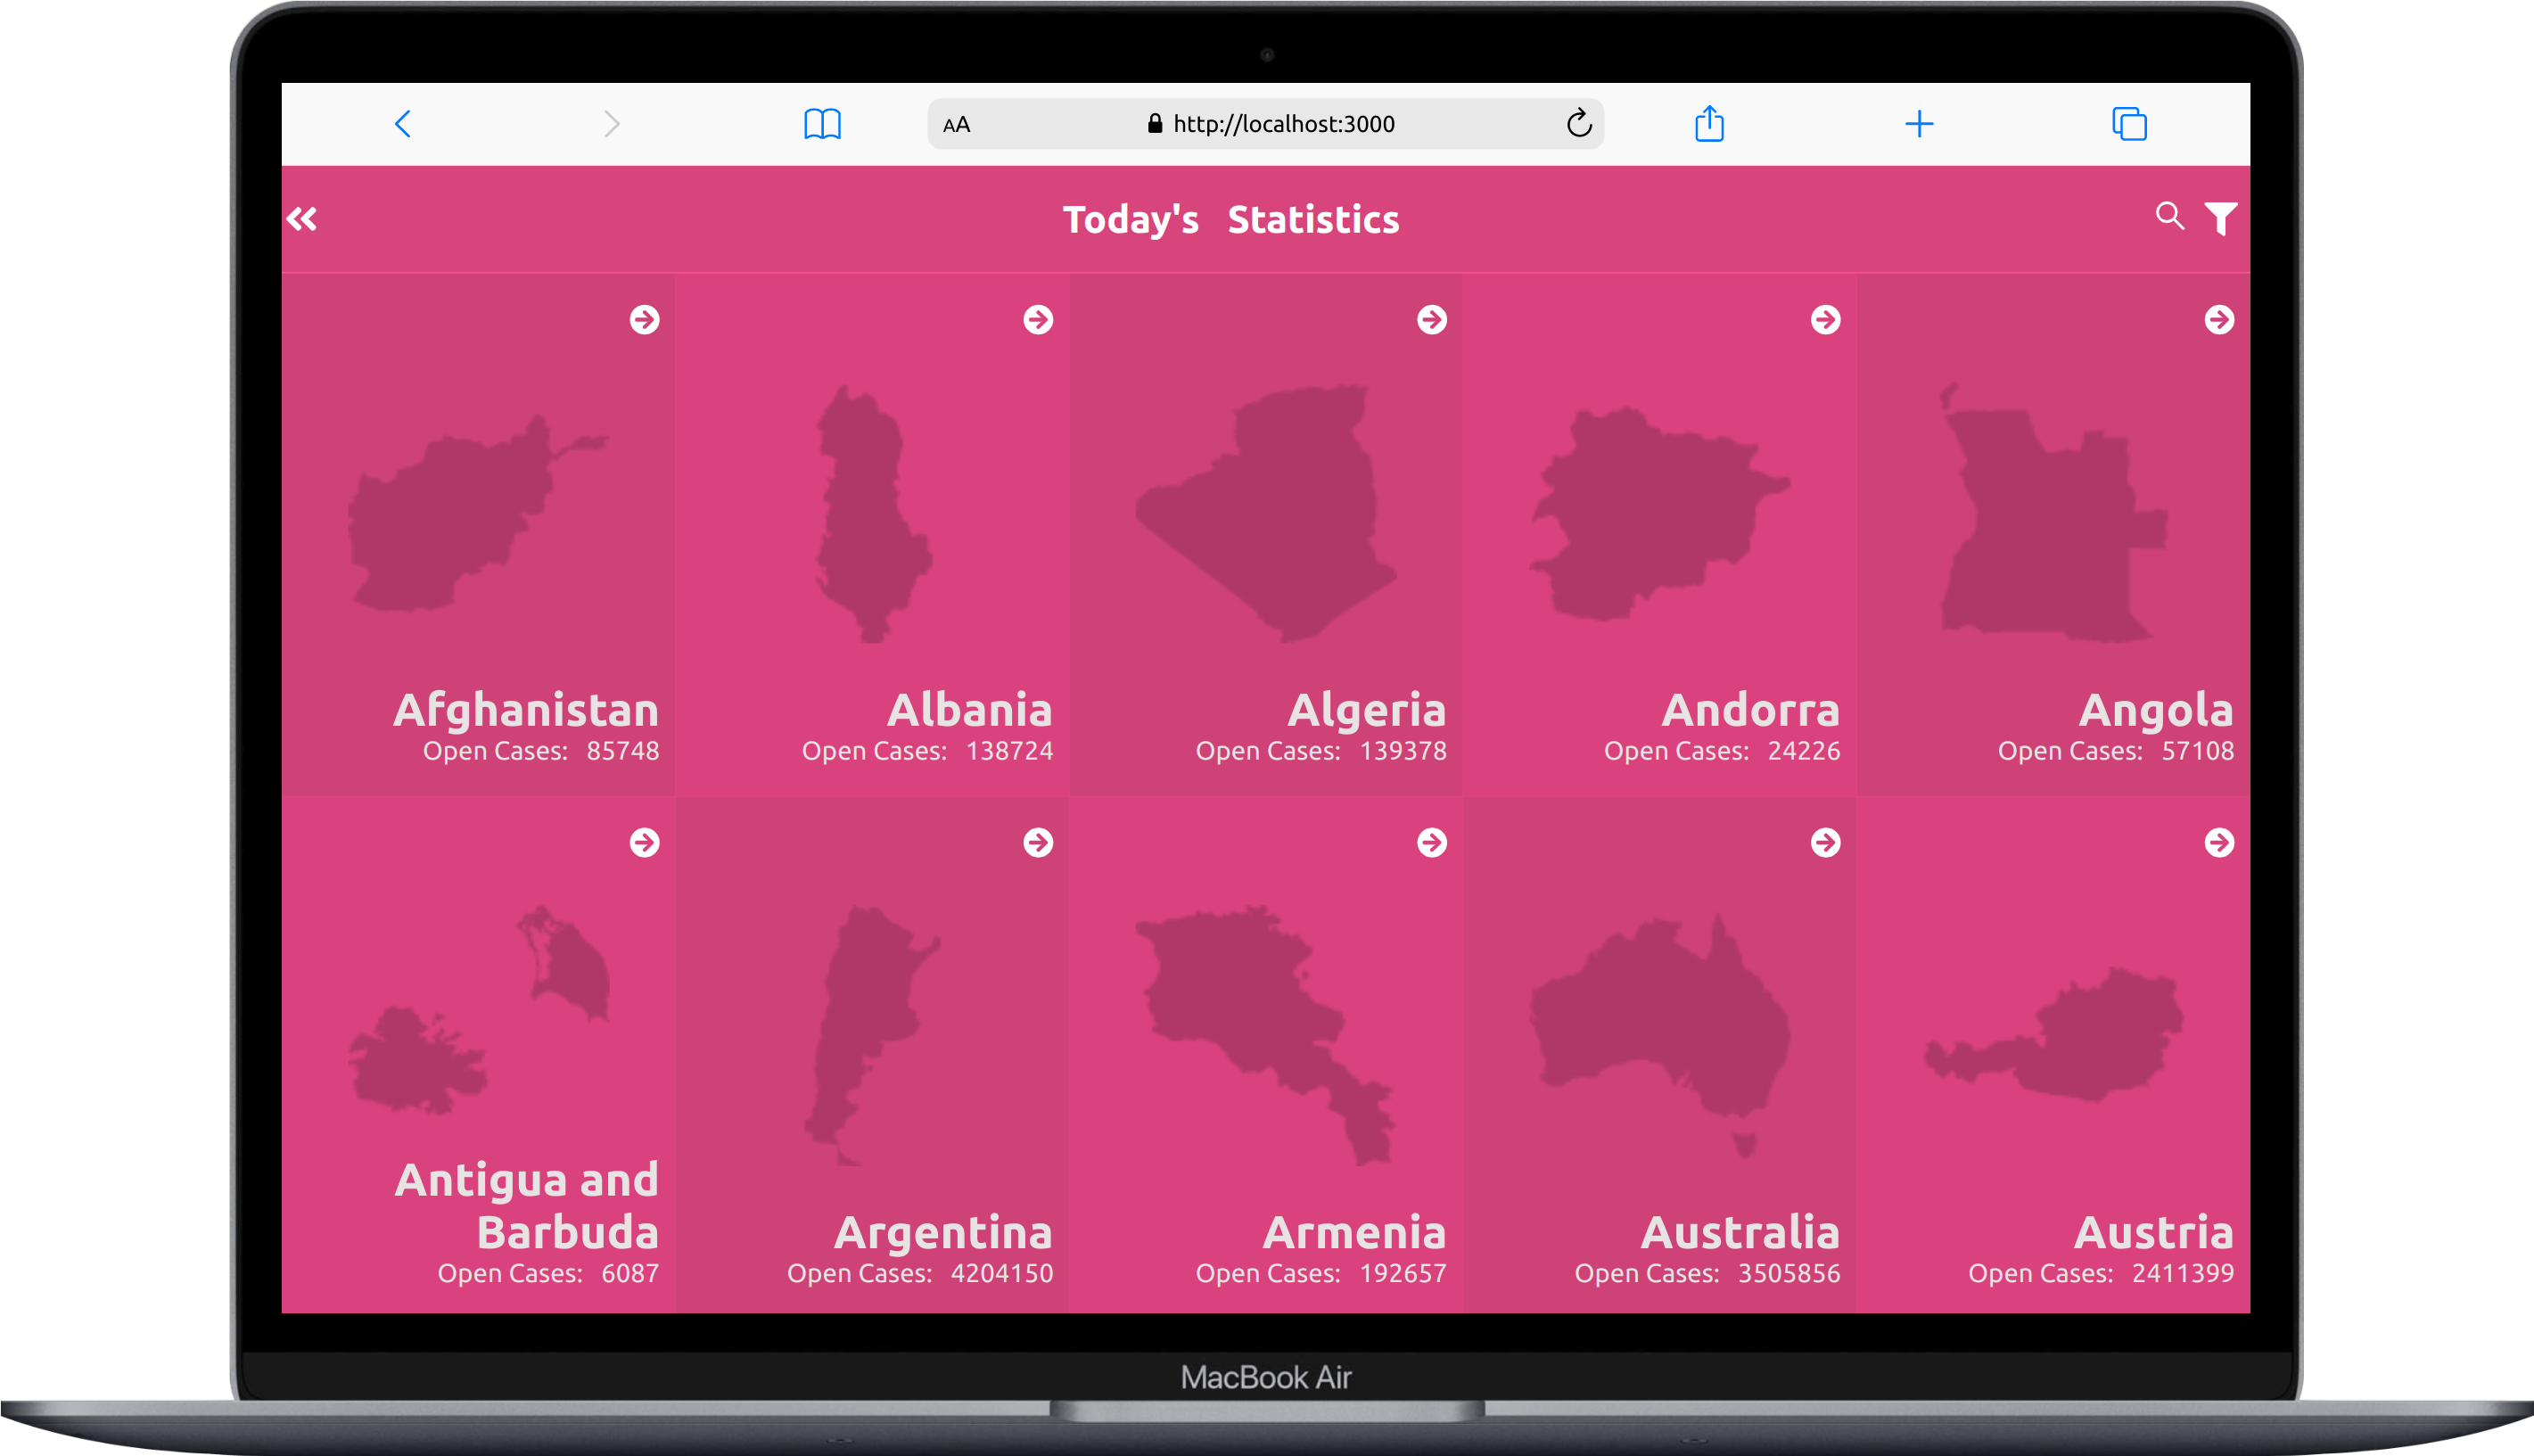 AA http://localhost:3000
Today's Statistics
Afghanistan
Open Cases: 85748
Albania
Open Cases: 138724
Algeria
Open Cases: 139378
Andorra
Open Cases: 24226
Angola
Open Cases: 57108
Antigua and
Barbuda
Open Cases: 6087
Argentina
Open Cases: 4204150
Armenia
Open Cases: 192657
Australia
Open Cases: 3505856
Austria
Open Cases: 2411399
MacBook Air